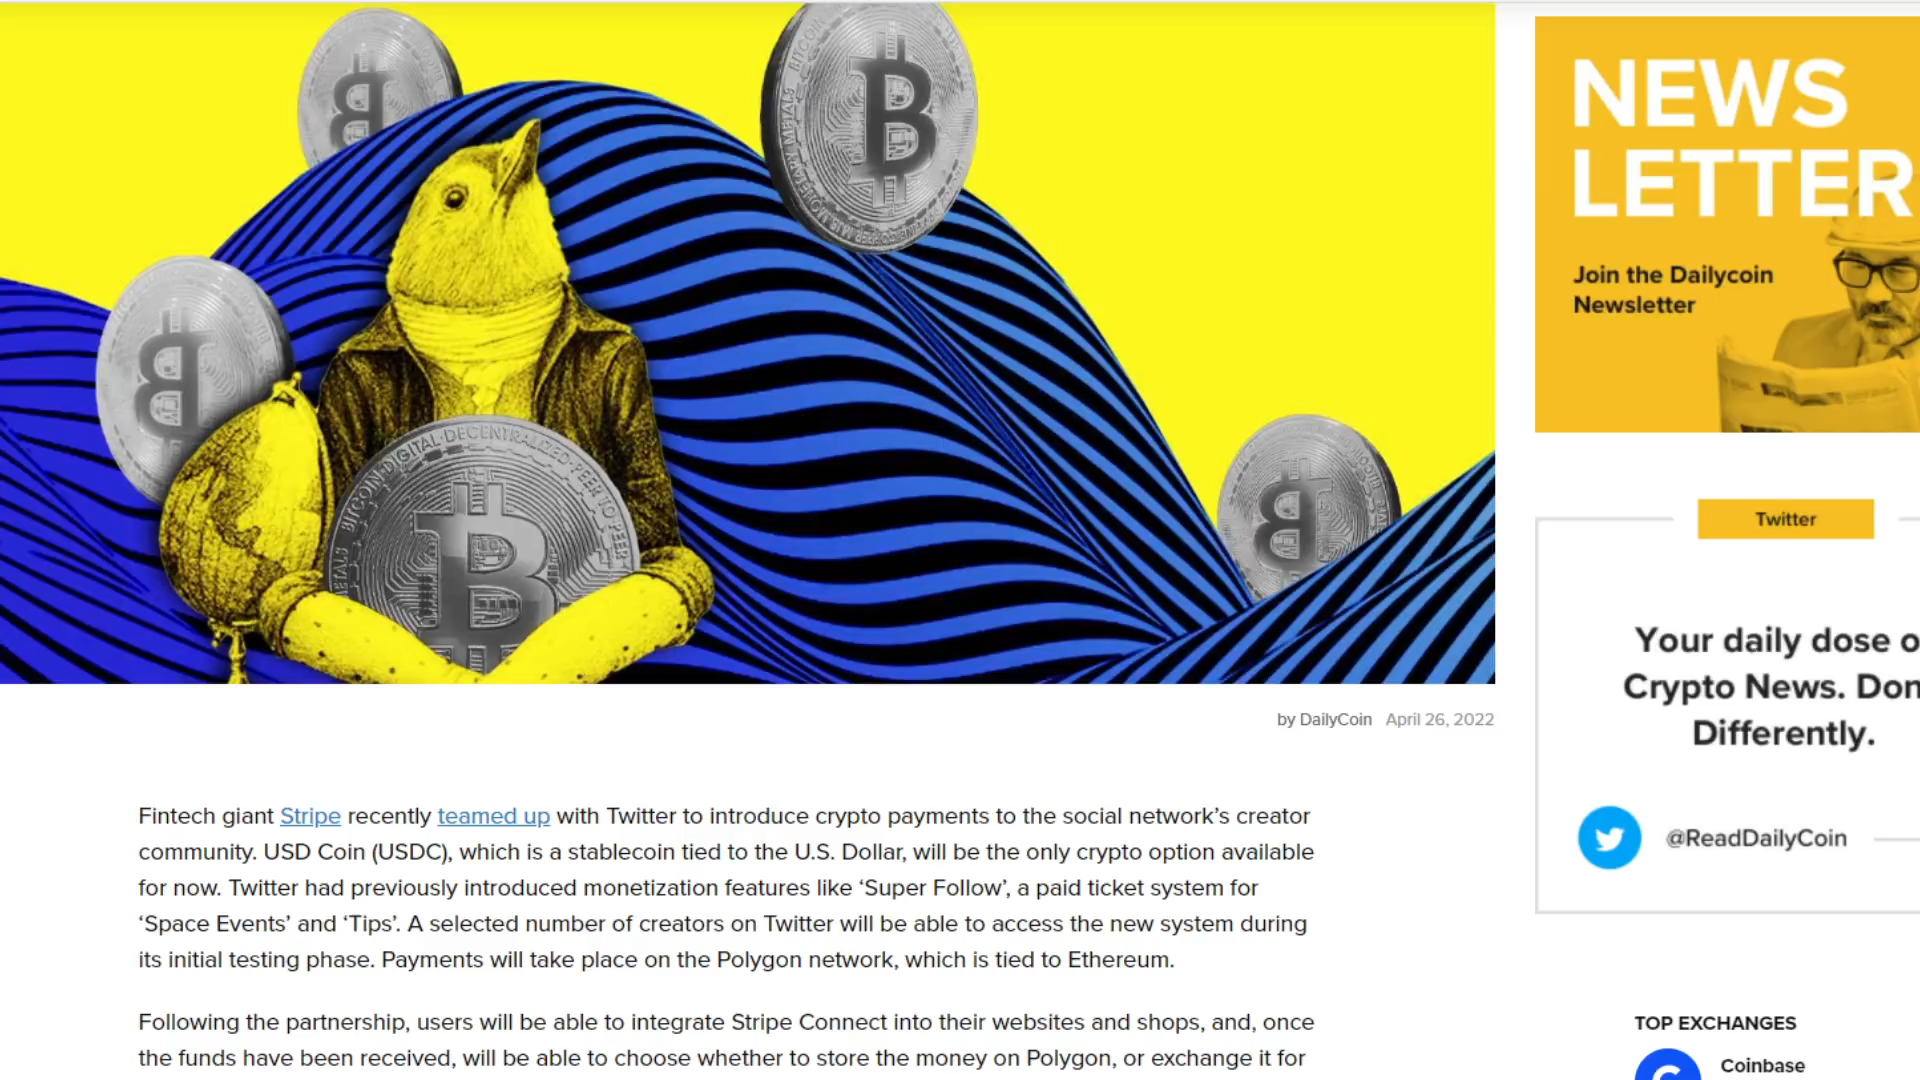 BITCOIN·DIGITAL·DECENTRALIZED·PEER TO PEER
by DailyCoin April 26, 2022
Fintech giant Stripe recently teamed up with Twitter to introduce crypto payments to the social network’s creator
community. USD Coin (USDC), which is a stablecoin tied to the U.S. Dollar, will be the only crypto option available
for now. Twitter had previously introduced monetization features like ‘Super Follow’, a paid ticket system for
‘Space Events’ and ‘Tips’. A selected number of creators on Twitter will be able to access the new system during
its initial testing phase. Payments will take place on the Polygon network, which is tied to Ethereum.
Following the partnership, users will be able to integrate Stripe Connect into their websites and shops, and, once
the funds have been received, will be able to choose whether to store the money on Polygon, or exchange it for
NEWS
LETTER
Join the Dailycoin
Newsletter
Twitter
Your daily dose o
Crypto News. Don
Differently.
@ReadDailyCoin
TOP EXCHANGES
Coinbase